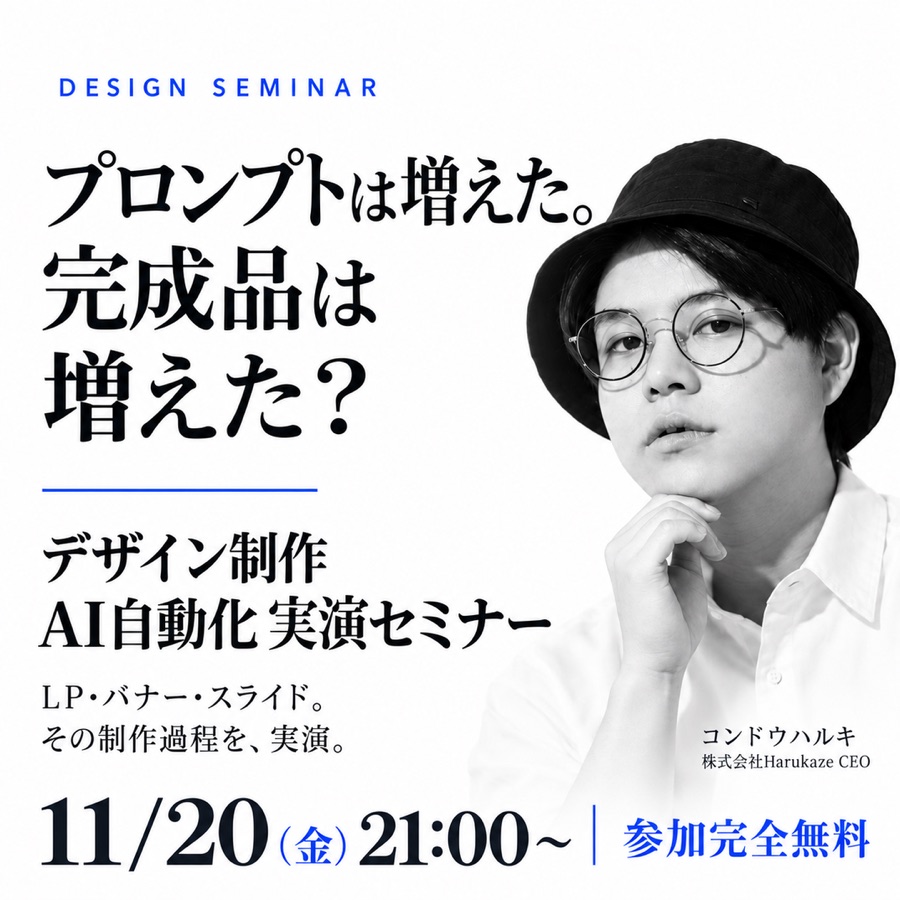 DESIGN SEMINAR
プロンプトは増えた。
完成品は
増えた？
デザイン制作
AI自動化 実演セミナー
LP・バナー・スライド。
その制作過程を、実演。
コンドウハルキ
株式会社Harukaze CEO
11/20（金）21:00～ | 参加完全無料